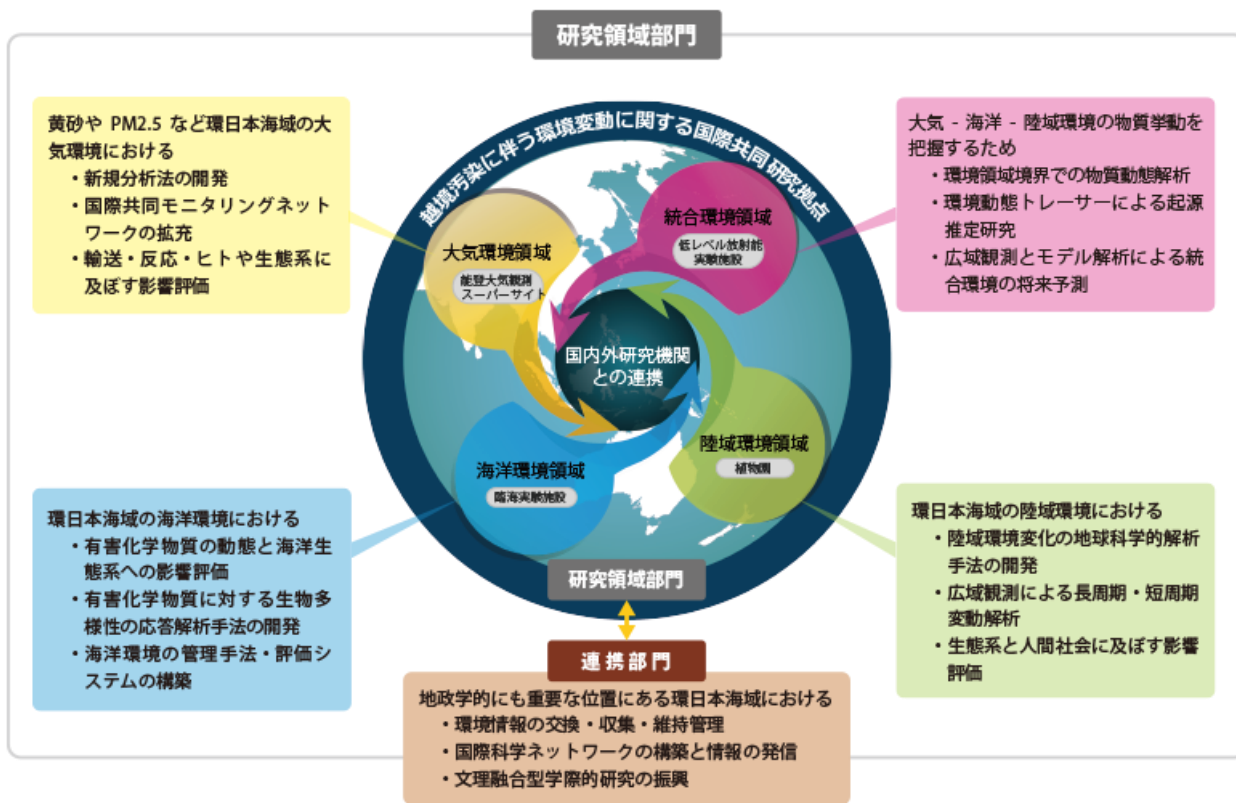 研究領域部門
黄砂や PM2.5 など環日本海域の大
気環境における
・新規分析法の開発
・国際共同モニタリングネット
ワークの拡充
・輸送・反応・ヒトや生態系に
及ぼす影響評価
大気 - 海洋 - 陸域環境の物質挙動を
把握するため
・環境領域境界での物質動態解析
・環境動態トレーサーによる起源
推定研究
・広域観測とモデル解析による統
合環境の将来予測
越境汚染に伴う環境変動に関する国際共同研究拠点
大気環境領域
能登大気観測
スーパーサイト
統合環境領域
低レベル放射能
実験施設
国内外研究機関
との連携
海洋環境領域
臨海実験施設
陸域環境領域
植物園
研究領域部門
環日本海域の海洋環境における
・有害化学物質の動態と海洋生
態系への影響評価
・有害化学物質に対する生物多
様性の応答解析手法の開発
・海洋環境の管理手法・評価シ
ステムの構築
環日本海域の陸域環境における
・陸域環境変化の地球科学的解析
手法の開発
・広域観測による長周期・短周期
変動解析
・生態系と人間社会に及ぼす影響
評価
連携部門
地政学的にも重要な位置にある環日本海域における
・環境情報の交換・収集・維持管理
・国際科学ネットワークの構築と情報の発信
・文理融合型学際的研究の振興